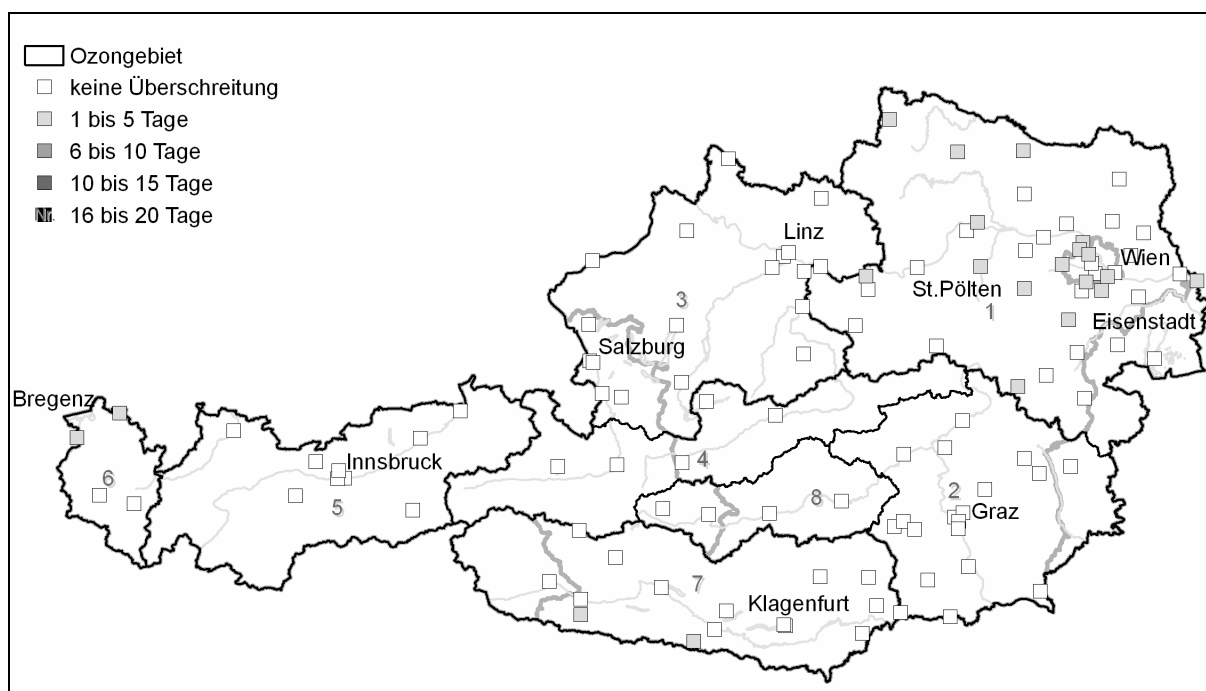 Ozongebiet
keine Überschreitung
1 bis 5 Tage
6 bis 10 Tage
10 bis 15 Tage
Nr. 16 bis 20 Tage
Linz
Wien
St.Pölten
3
1
Eisenstadt
Salzburg
Bregenz
Innsbruck
4
6
5
8
2
Graz
7
Klagenfurt